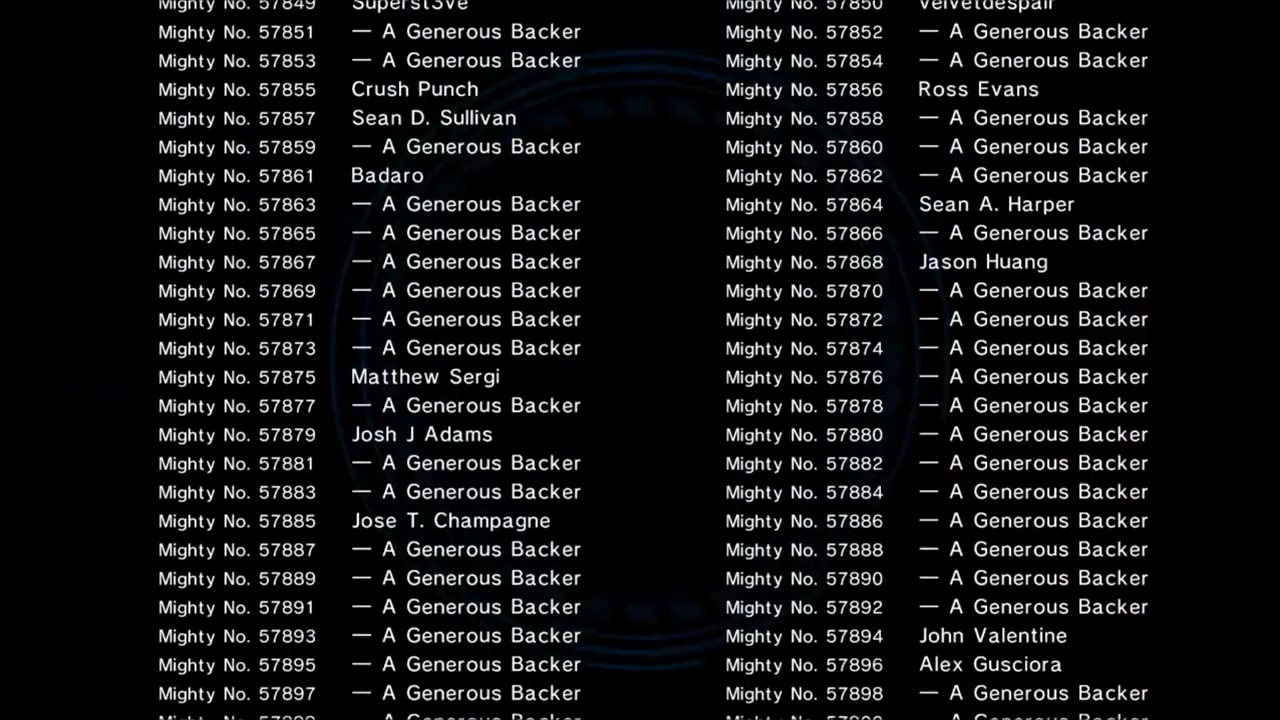 Mighty No. 57849 SuperSt3ve Mighty No. 57850 velvetdespair
Mighty No. 57851 — A Generous Backer Mighty No. 57852 — A Generous Backer
Mighty No. 57853 — A Generous Backer Mighty No. 57854 — A Generous Backer
Mighty No. 57855 Crush Punch Mighty No. 57856 Ross Evans
Mighty No. 57857 Sean D. Sullivan Mighty No. 57858 — A Generous Backer
Mighty No. 57859 — A Generous Backer Mighty No. 57860 — A Generous Backer
Mighty No. 57861 Badaro Mighty No. 57862 — A Generous Backer
Mighty No. 57863 — A Generous Backer Mighty No. 57864 Sean A. Harper
Mighty No. 57865 — A Generous Backer Mighty No. 57866 — A Generous Backer
Mighty No. 57867 — A Generous Backer Mighty No. 57868 Jason Huang
Mighty No. 57869 — A Generous Backer Mighty No. 57870 — A Generous Backer
Mighty No. 57871 — A Generous Backer Mighty No. 57872 — A Generous Backer
Mighty No. 57873 — A Generous Backer Mighty No. 57874 — A Generous Backer
Mighty No. 57875 Matthew Sergi Mighty No. 57876 — A Generous Backer
Mighty No. 57877 — A Generous Backer Mighty No. 57878 — A Generous Backer
Mighty No. 57879 Josh J Adams Mighty No. 57880 — A Generous Backer
Mighty No. 57881 — A Generous Backer Mighty No. 57882 — A Generous Backer
Mighty No. 57883 — A Generous Backer Mighty No. 57884 — A Generous Backer
Mighty No. 57885 Jose T. Champagne Mighty No. 57886 — A Generous Backer
Mighty No. 57887 — A Generous Backer Mighty No. 57888 — A Generous Backer
Mighty No. 57889 — A Generous Backer Mighty No. 57890 — A Generous Backer
Mighty No. 57891 — A Generous Backer Mighty No. 57892 — A Generous Backer
Mighty No. 57893 — A Generous Backer Mighty No. 57894 John Valentine
Mighty No. 57895 — A Generous Backer Mighty No. 57896 Alex Gusciora
Mighty No. 57897 — A Generous Backer Mighty No. 57898 — A Generous Backer